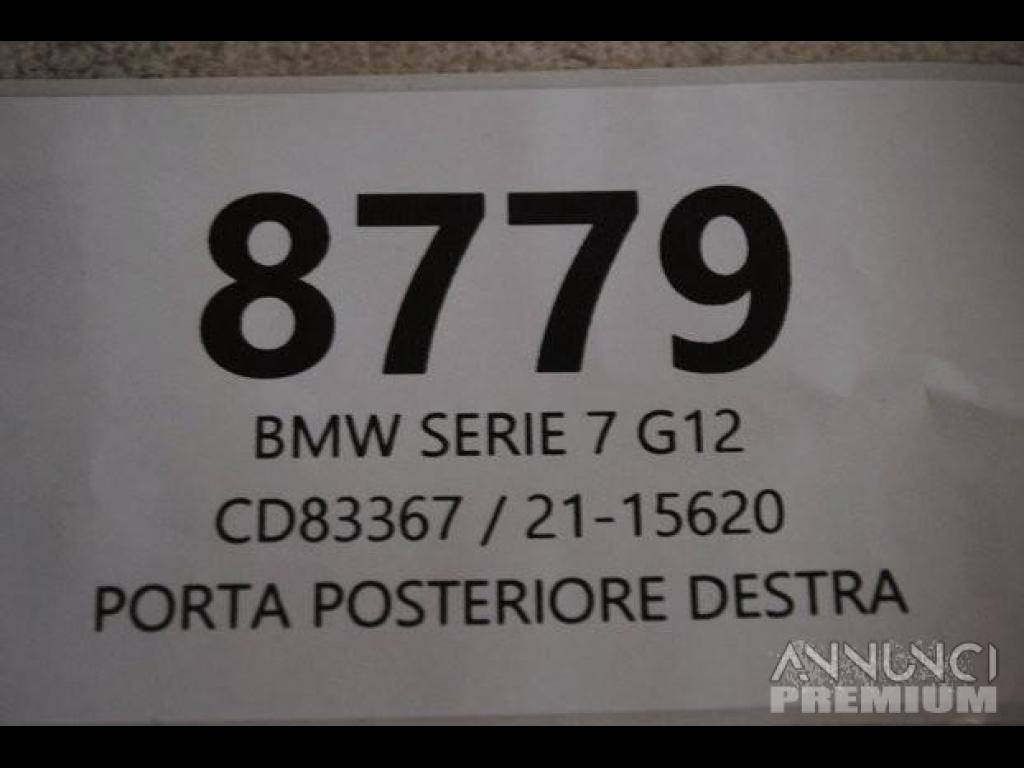 8779
BMW SERIE 7 G12
CD83367 / 21-15620
PORTA POSTERIORE DESTRA
ANNUNCI
PREMIUM